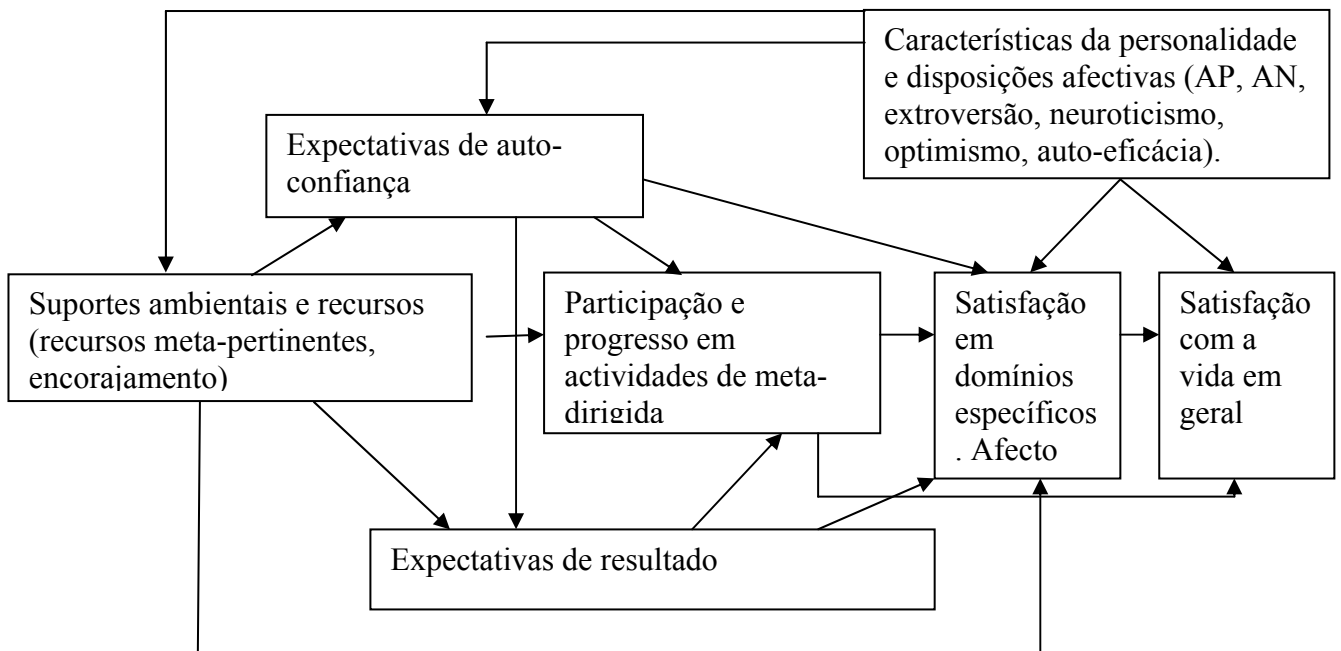 Características da personalidade
e disposições afectivas (AP, AN,
extroversão, neuroticismo,
optimismo, auto-eficácia).
Expectativas de auto-
confiança
Suportes ambientais e recursos
(recursos meta-pertinentes,
encorajamento)
Participação e
progresso em
actividades de meta-
dirigida
Satisfação
em
domínios
específicos
. Afecto
Satisfação
com a
vida em
geral
Expectativas de resultado